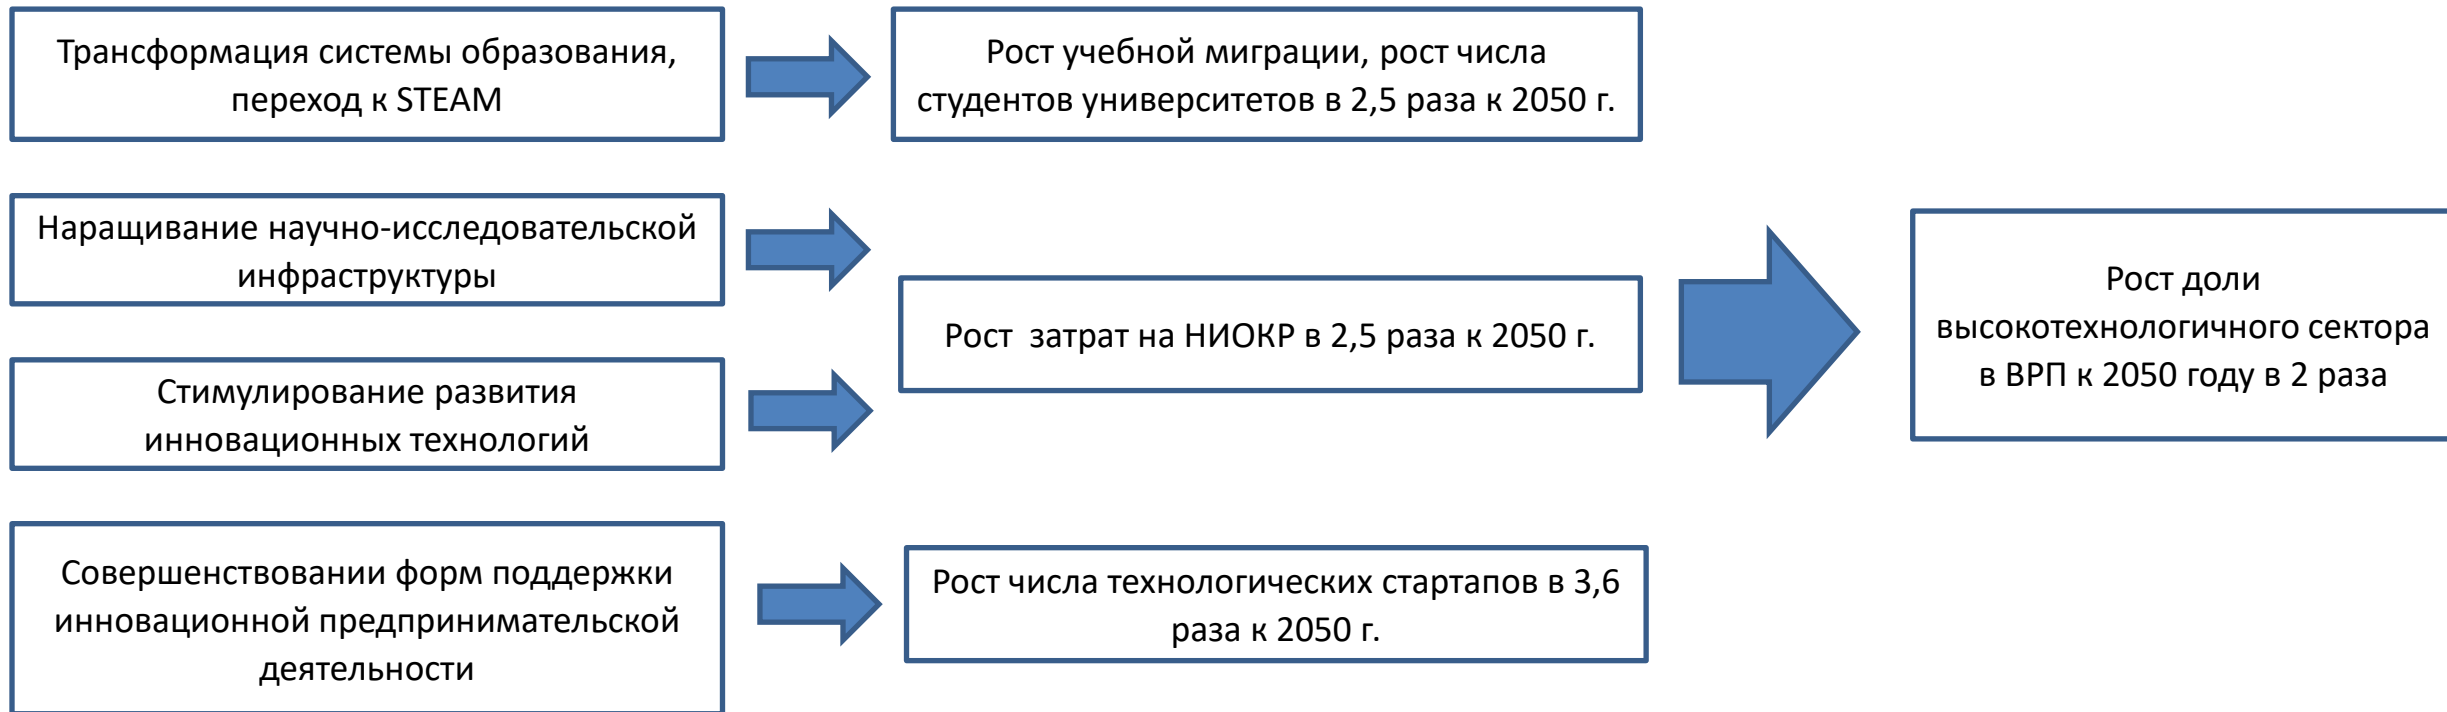 Трансформация системы образования,
переход к STEAM
Рост учебной миграции, рост числа
студентов университетов в 2,5 раза к 2050 г.
Наращивание научно-исследовательской
инфраструктуры
Стимулирование развития
инновационных технологий
Рост  затрат на НИОКР в 2,5 раза к 2050 г.
Рост доли
высокотехнологичного сектора
в ВРП к 2050 году в 2 раза
Совершенствовании форм поддержки
инновационной предпринимательской
деятельности
Рост числа технологических стартапов в 3,6
раза к 2050 г.